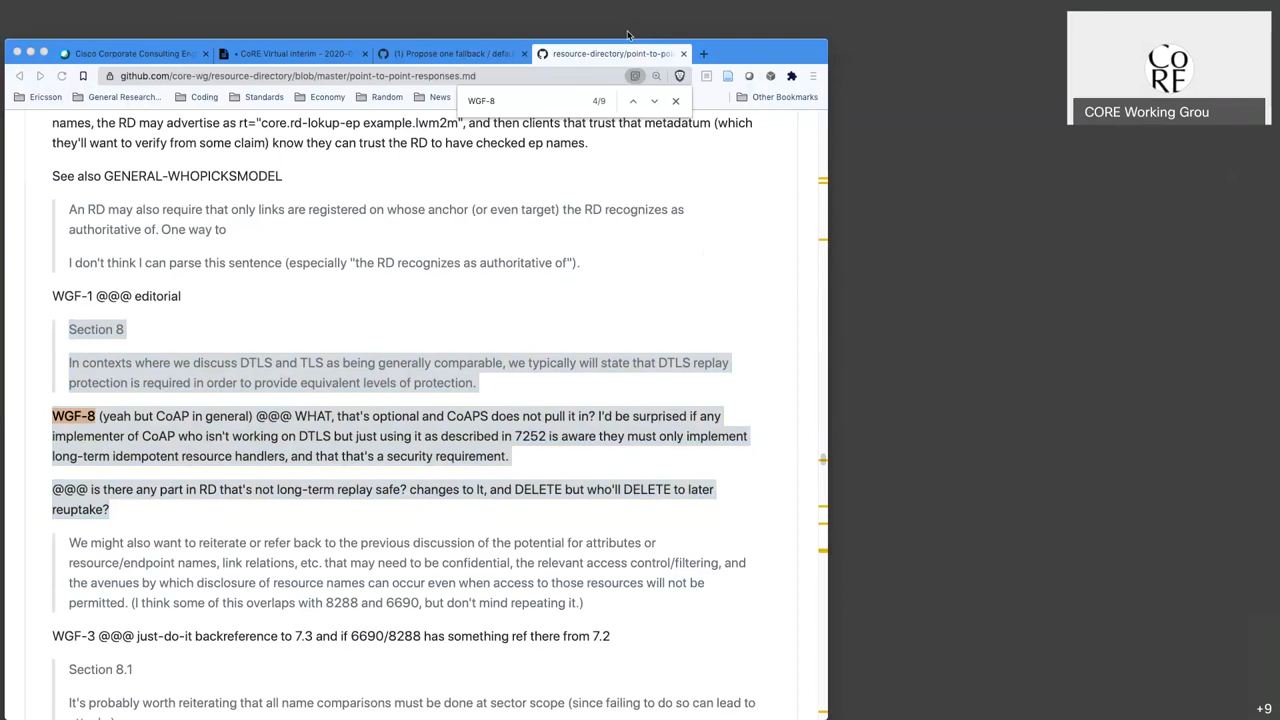 Cisco Corporate Consulting En
• CoRE Virtual interim - 2020-0
(1) Propose one fallback / defau
resource-directory/point-to-poi
github.com/core-wg/resource-directory/blob/master/point-to-point-responses.md
Ericsson
General Research...
Coding
Standards
Economy
Random
News
Other Bookmarks
WGF-8 4/9
CORE
CORE Working Grou
names, the RD may advertise as rt="core.rd-lokup-ep example.lwm2m", and then clients that trust that metadatum (which
they'll want to verify from some claim) know they can trust the RD to have checked ep names.
See also GENERAL-WHOPICKSMODEL
An RD may also require that only links are registered on whose anchor (or even target) the RD recognizes as
authoritative of. One way to
I don't think I can parse this sentence (especially "the RD recognizes as authoritative of").
WGF-1 @@@ editorial
Section 8
In contexts where we discuss DTLS and TLS as being generally comparable, we typically will state that DTLS replay
protection is required in order to provide equivalent levels of protection.
WGF-8 (yeah but CoAP in general) @@@ WHAT, that's optional and CoAPS does not pull it in? I'd be surprised if any
implementer of CoAP who isn't working on DTLS but just using it as described in 7252 is aware they must only implement
long-term idempotent resource handlers, and that that's a security requirement.
@@@ is there any part in RD that's not long-term replay safe? changes to lt, and DELETE but who'll DELETE to later
reuptake?
We might also want to reiterate or refer back to the previous discussion of the potential for attributes or
resource/endpoint names, link relations, etc. that may need to be confidential, the relevant access control/filtering, and
the avenues by which disclosure of resource names can occur even when access to those resources will not be
permitted. (I think some of this overlaps with 8288 and 6690, but don't mind repeating it.)
WGF-3 @@@ just-do-it backreference to 7.3 and if 6690/8288 has something ref there from 7.2
Section 8.1
It's probably worth reiterating that all name comparisons must be done at sector scope (since failing to do so can lead to
+9